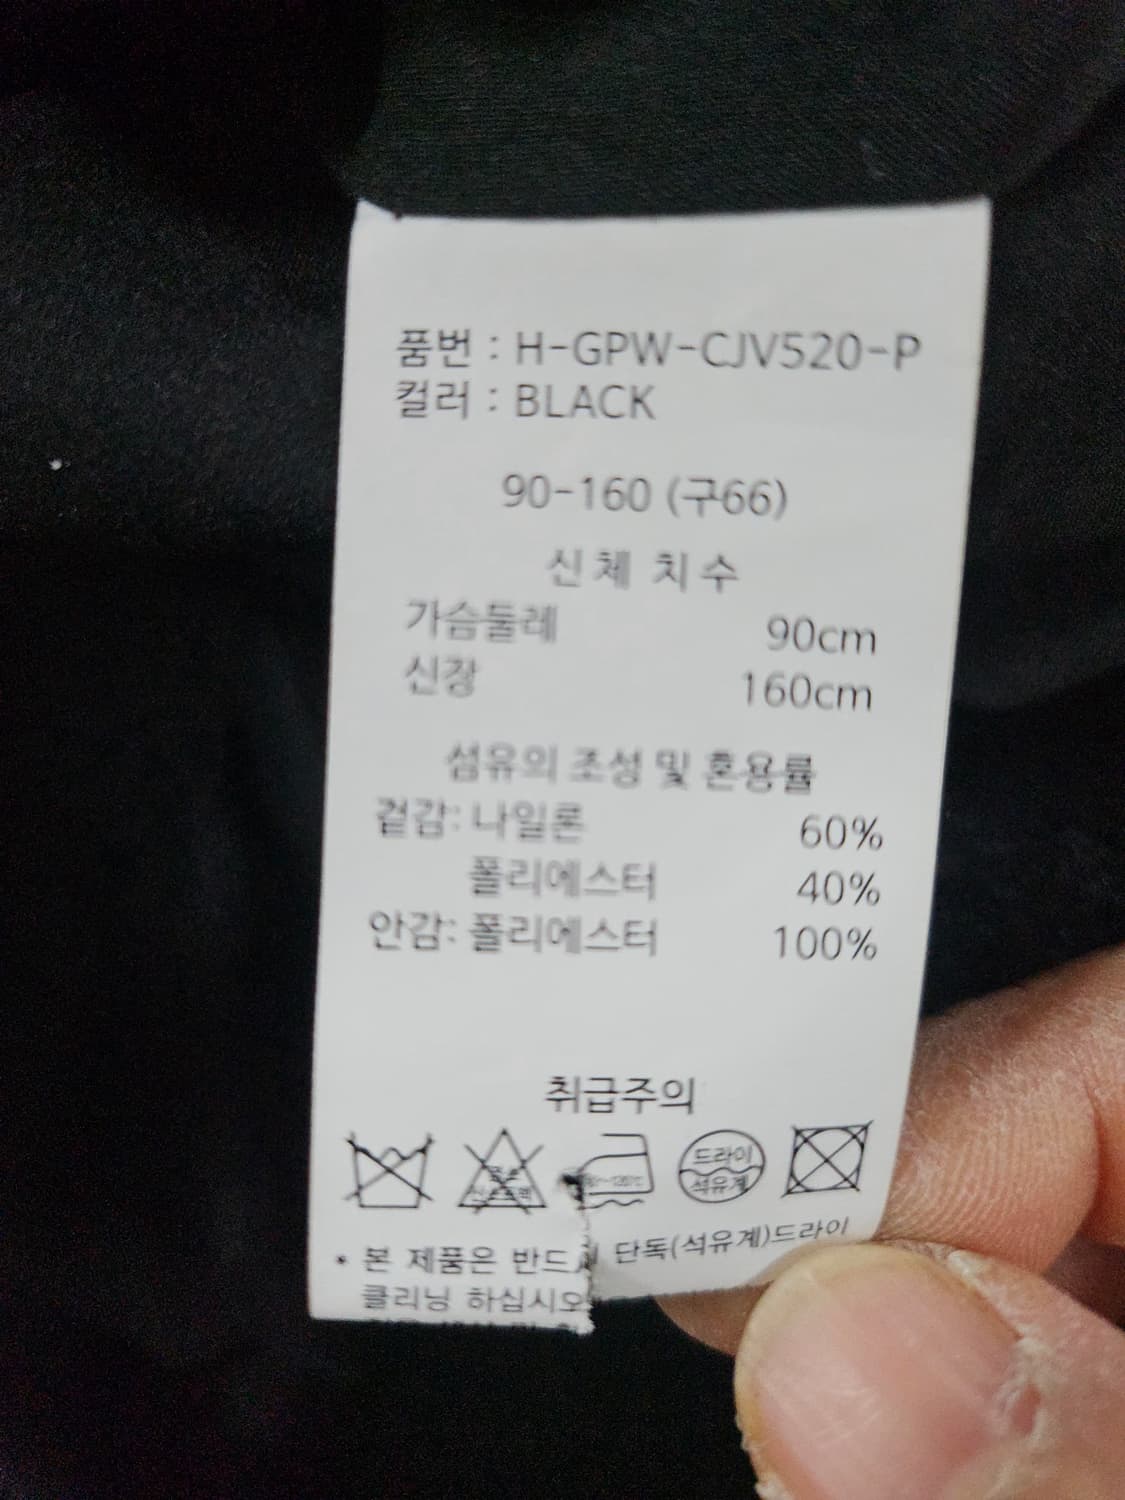 품번 : H-GPW-CJV520-P
컬러 : BLACK
90-160 (구66)
신체 치수
가슴둘레 90cm
신장 160cm
섬유의 조성 및 혼용률
겉감: 나일론 60%
폴리에스터 40%
안감: 폴리에스터 100%
취급주의
드라이
석유계
• 본 제품은 반드시 단독(석유계)드라이
클리닝 하십시오